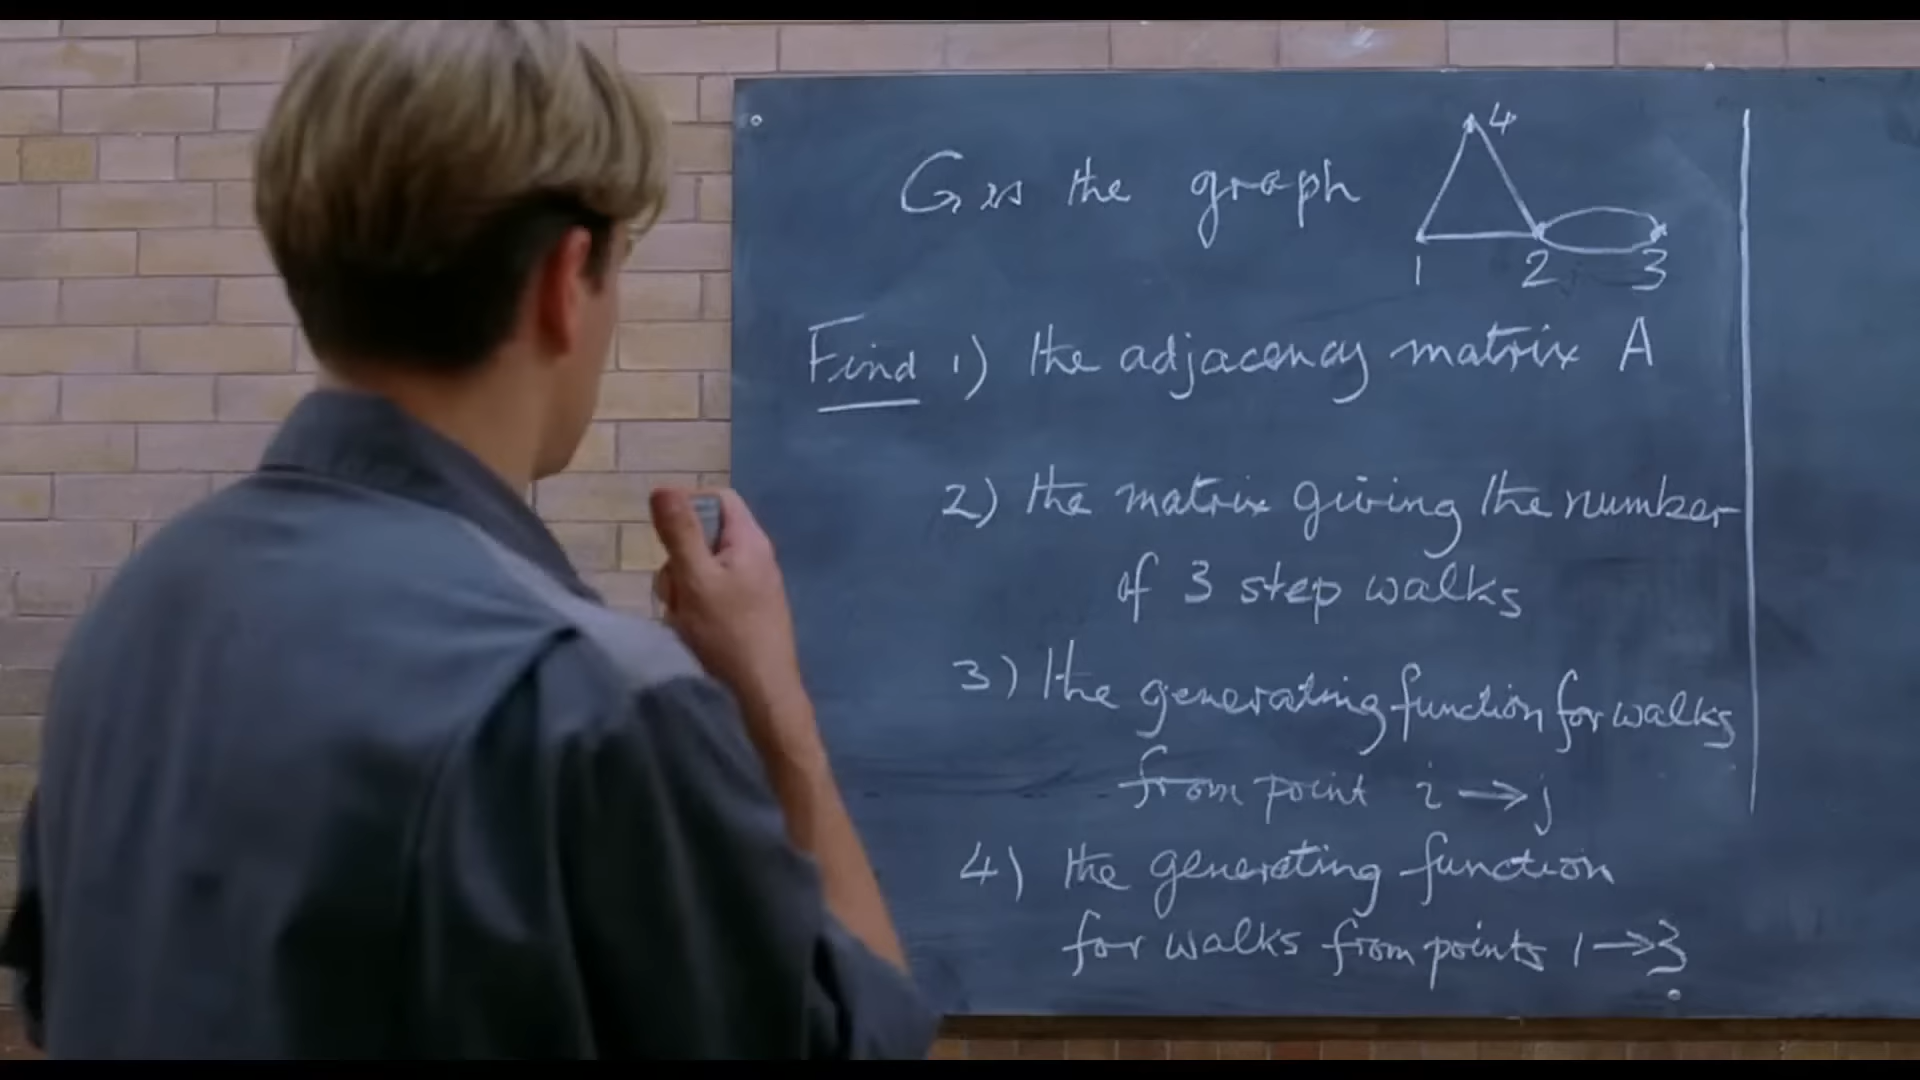 G is the graph
4
1 2 3
Find 1) the adjacency matrix A
2) the matrix giving the number
of 3 step walks
3) the generating function for walks
from point i → j
4) the generating function
for walks from points 1 → 3